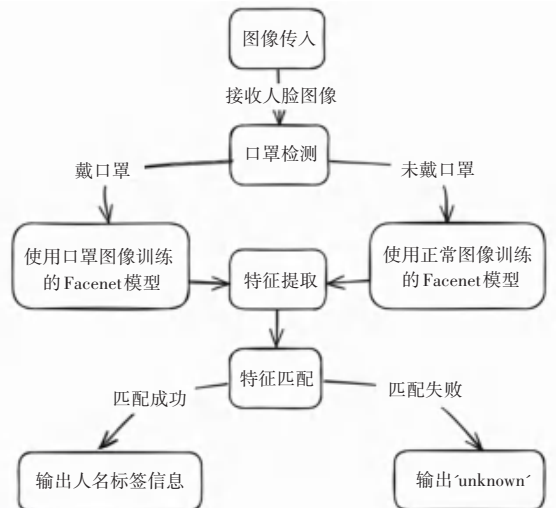 图像传入
接收人脸图像
口罩检测
戴口罩
未戴口罩
使用口罩图像训练
的Facenet模型
特征提取
使用正常图像训练
的Facenet模型
特征匹配
匹配成功
匹配失败
输出人名标签信息
输出'unknown'